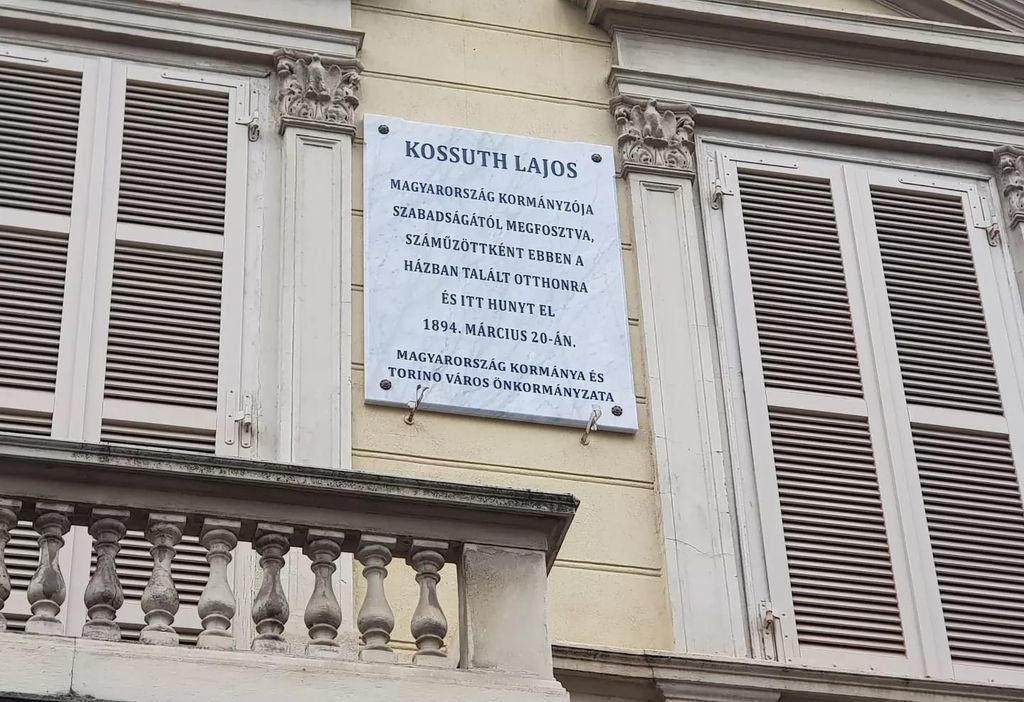 KOSSUTH LAJOS
MAGYARORSZÁG KORMÁNYZÓJA
SZABADSÁGÁTÓL MEGFOSZTVA,
SZÁMŰZÖTTKÉNT EBBEN A
HÁZBAN TALÁLT OTTHONRA
ÉS ITT HUNYT EL
1894. MÁRCIUS 20-ÁN.
MAGYARORSZÁG KORMÁNYA ÉS
TORINO VÁROS ÖNKORMÁNYZATA